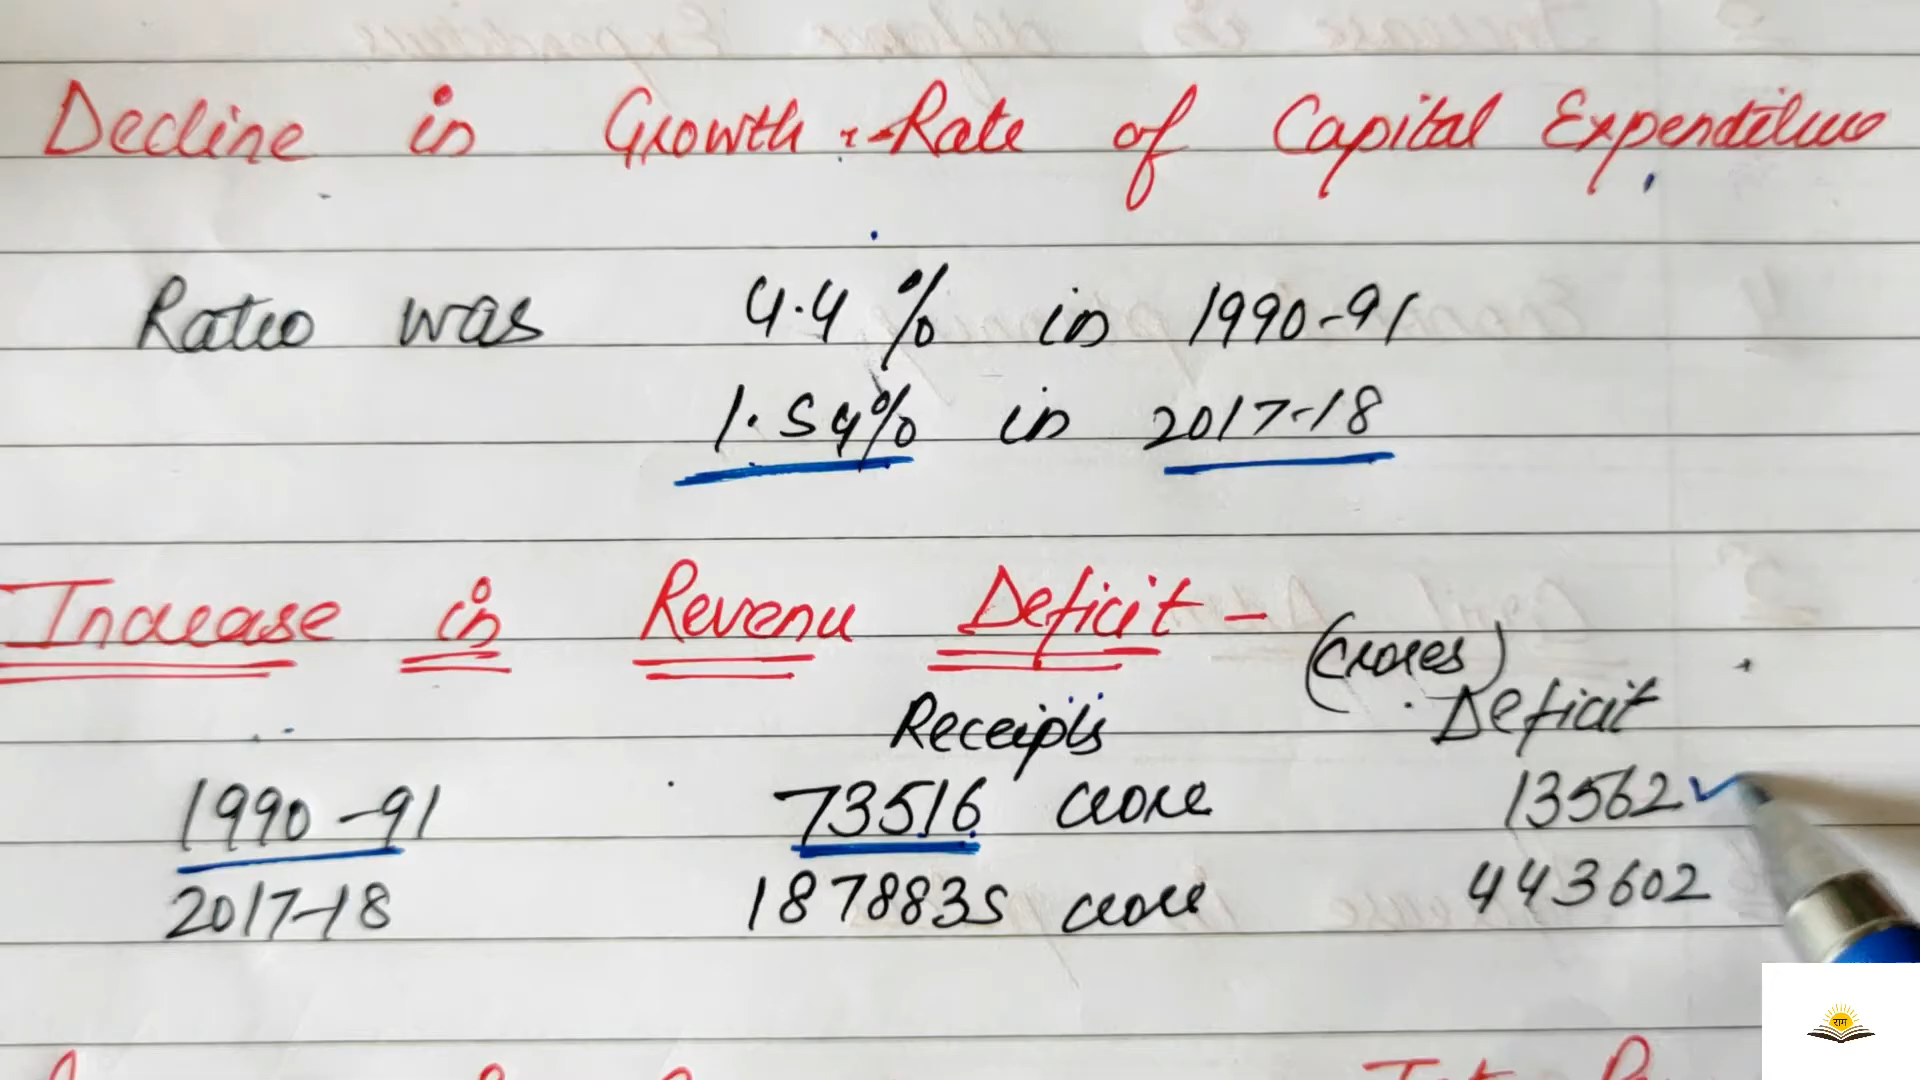 Decline in Growth-Rate of Capital Expenditure
Ratio was 4.4% in 1990-91
1.54% in 2017-18
Increase in Revenu Deficit -
(crores)
Receipts Deficit
1990-91 73516 crore 13562
2017-18 1878835 crore 443602
राग